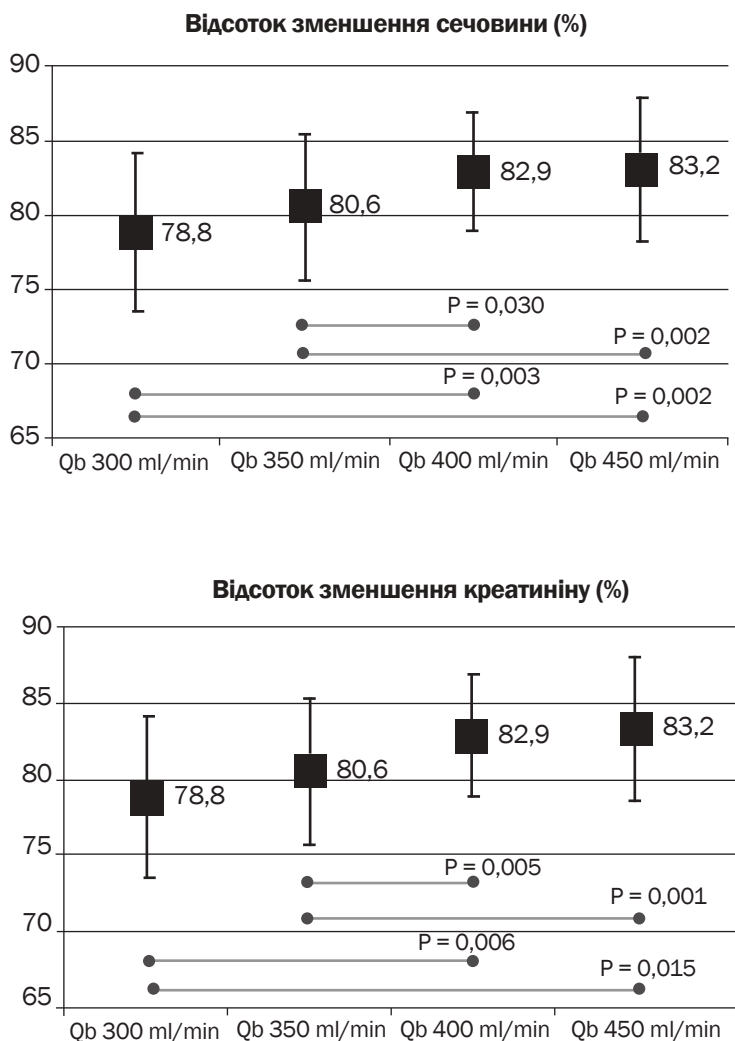 Відсоток зменшення сечовини (%)
90
85
80
75
70
65
78,8
80,6
82,9
83,2
P = 0,030
P = 0,002
P = 0,003
P = 0,002
Qb 300 ml/min Qb 350 ml/min Qb 400 ml/min Qb 450 ml/min
Відсоток зменшення креатиніну (%)
90
85
80
75
70
65
78,8
80,6
82,9
83,2
P = 0,005
P = 0,001
P = 0,006
P = 0,015
Qb 300 ml/min Qb 350 ml/min Qb 400 ml/min Qb 450 ml/min